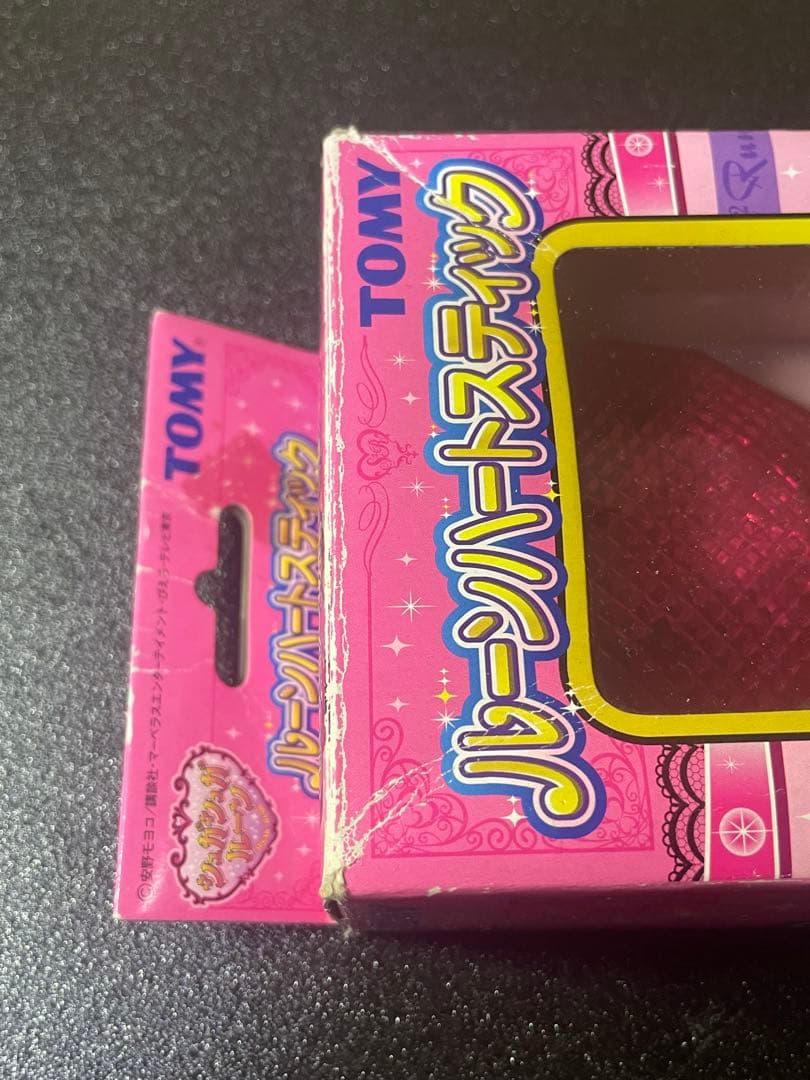 TOMY
ルーンハートスティック
TOMY
ルーンハートスティック
©安野モヨコ/講談社・マーベラスエンターテイメント・ぴえろ・テレビ東京
シュガシュガ
ルーン